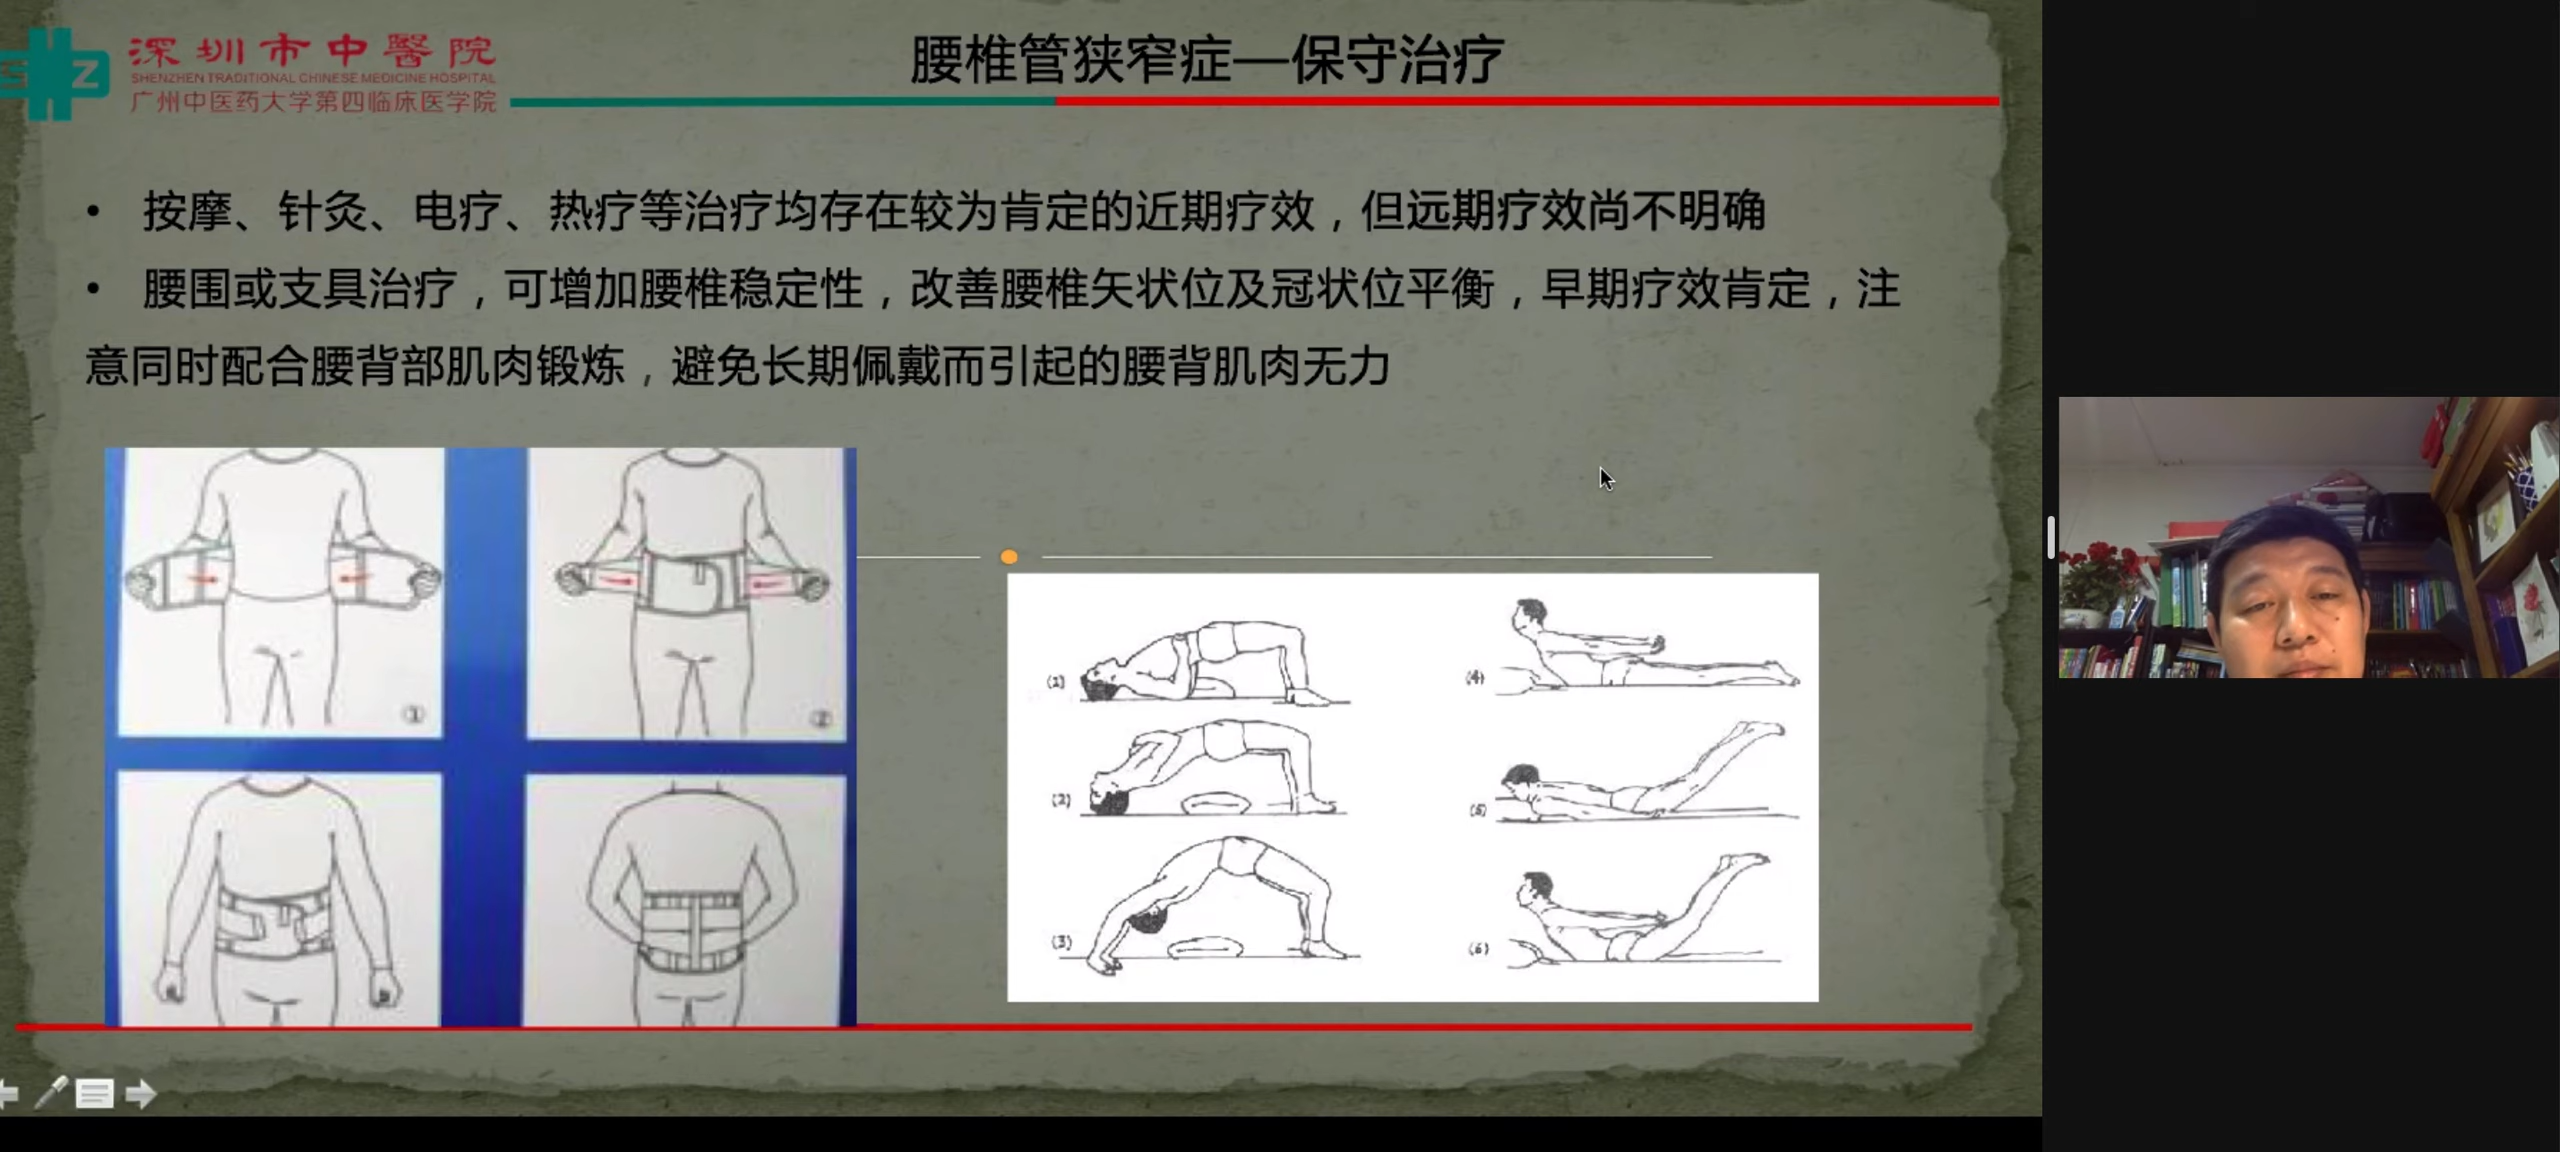 SZ
深圳市中醫院
SHENZHEN TRADITIONAL CHINESE MEDICINE HOSPITAL
广州中医药大学第四临床医学院
腰椎管狭窄症—保守治疗
• 按摩、针灸、电疗、热疗等治疗均存在较为肯定的近期疗效，但远期疗效尚不明确
• 腰围或支具治疗，可增加腰椎稳定性，改善腰椎矢状位及冠状位平衡，早期疗效肯定，注
意同时配合腰背部肌肉锻炼，避免长期佩戴而引起的腰背肌肉无力
①
②
(1)
(2)
(3)
(4)
(5)
(6)